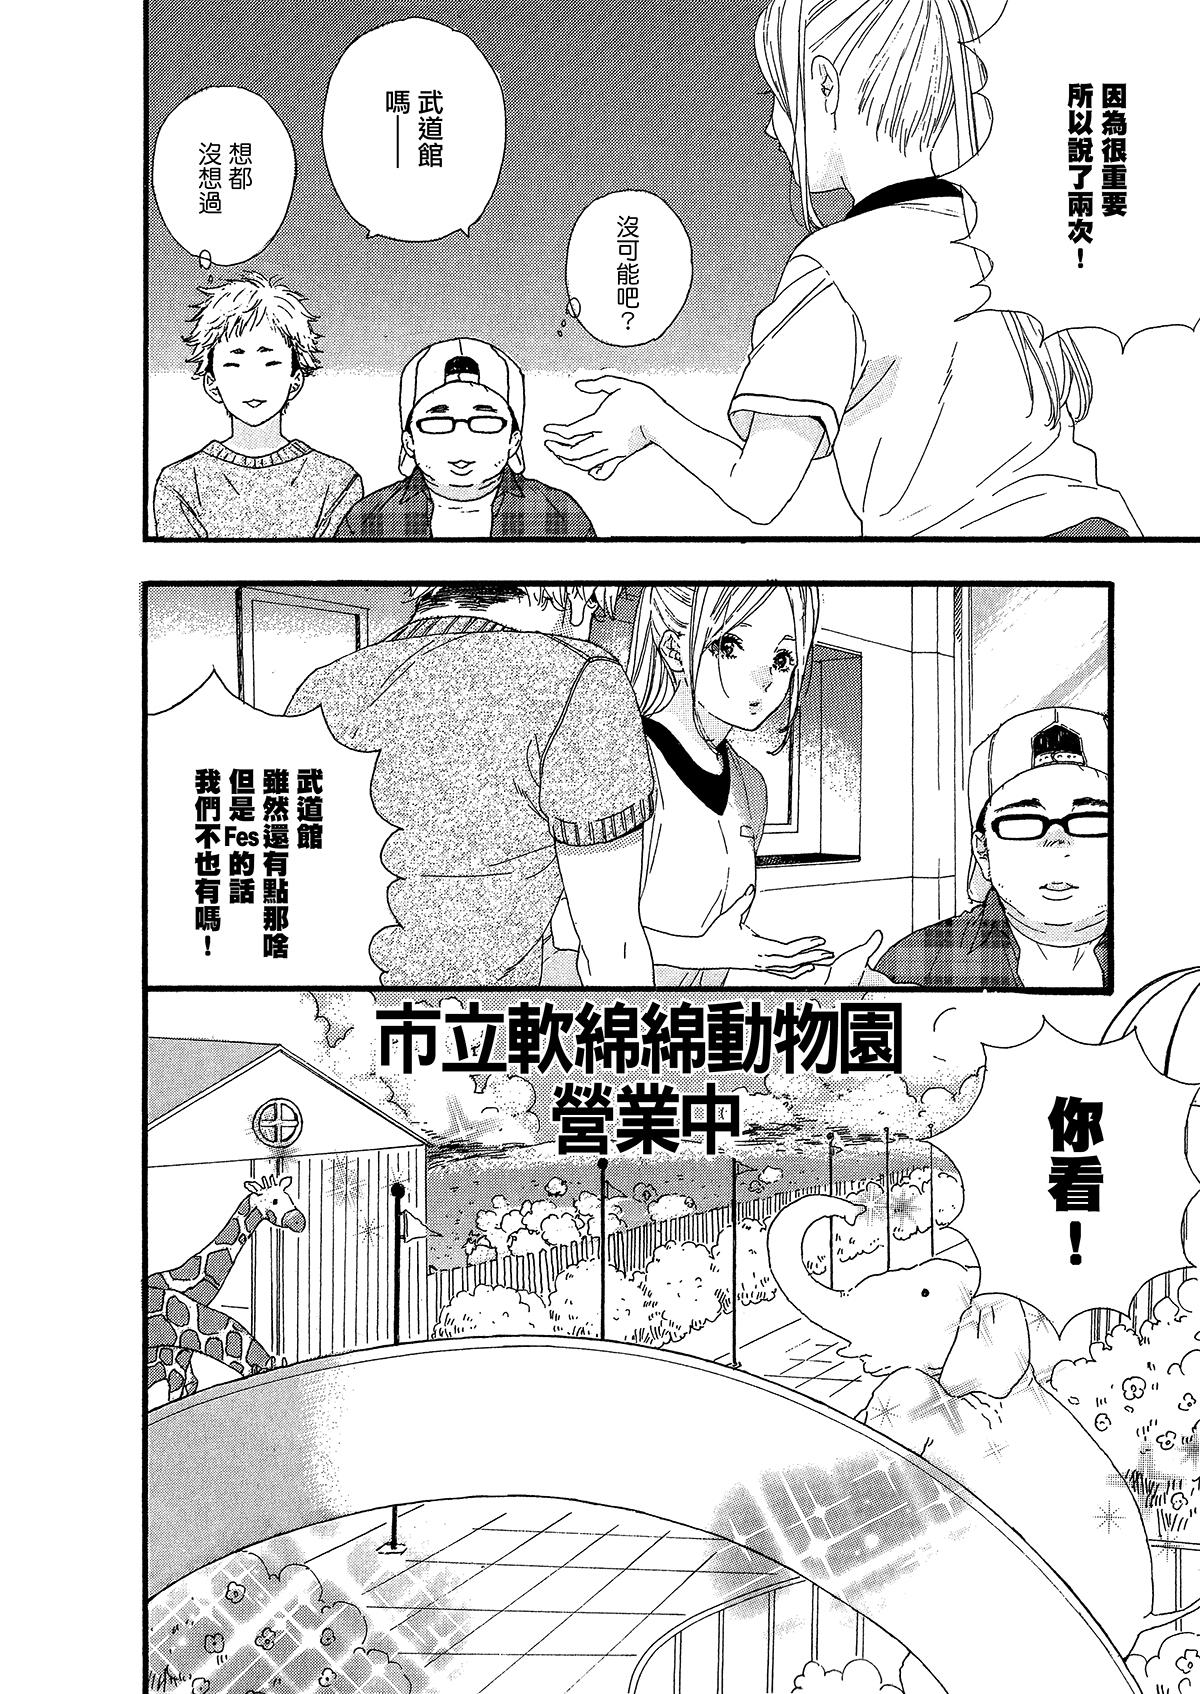 因為很重要
所以說了兩次！
沒可能吧？
武道館
嗎——
想都
沒想過
武道館
雖然還有點那啥
但是Fes的話
我們不也有嗎！
你看！
市立軟綿綿動物園
營業中